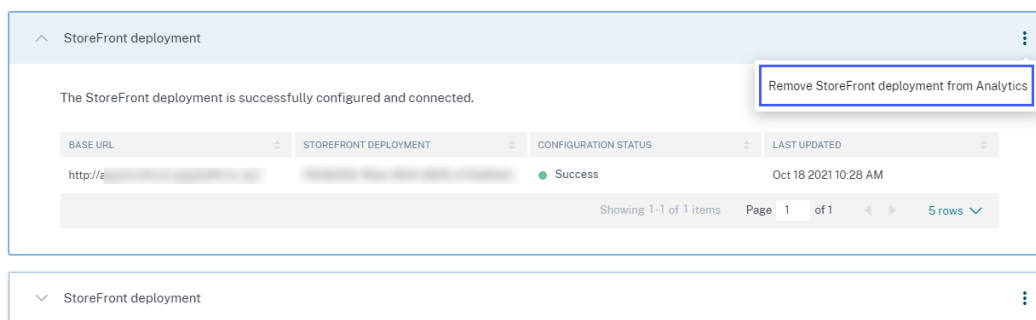 StoreFront deployment
Remove StoreFront deployment from Analytics
The StoreFront deployment is successfully configured and connected.
BASE URL STOREFRONT DEPLOYMENT CONFIGURATION STATUS LAST UPDATED
http://a Success Oct 18 2021 10:28 AM
Showing 1-1 of 1 items Page 1 of 1 5 rows
StoreFront deployment